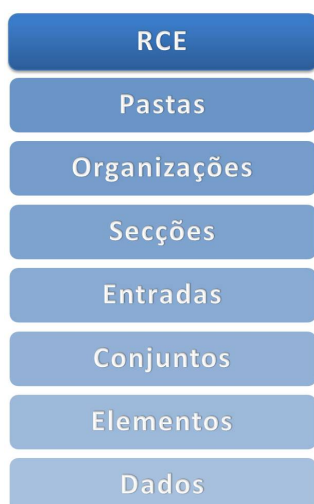 RCE
Pastas
Organizações
Secções
Entradas
Conjuntos
Elementos
Dados